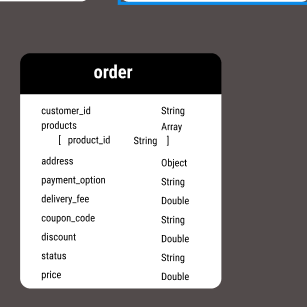 order
customer_id String
products Array
[ product_id String ]
address Object
payment_option String
delivery_fee Double
coupon_code String
discount Double
status String
price Double